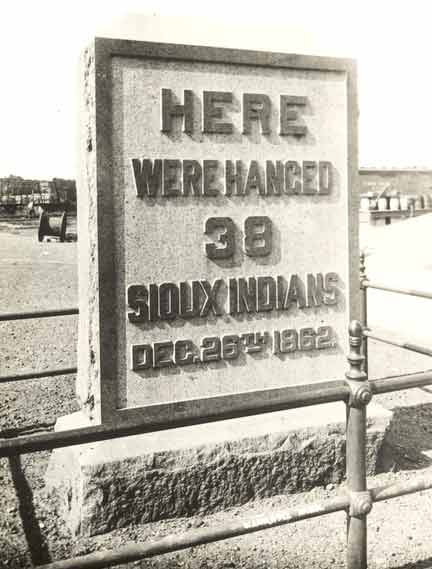 HERE
WERE HANGED
38
SIOUX INDIANS
DEC. 26TH 1862.